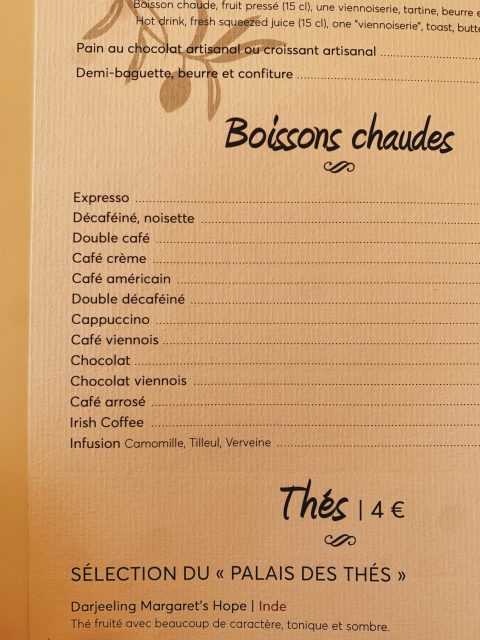 Boisson chaude, fruit pressé (15 cl), une viennoiserie, tartine, beurre
Hot drink, fresh squeezed juice (15 cl), one "viennoiserie", toast,
Pain au chocolat artisanal ou croissant artisanal
Demi-baguette, beurre et confiture
Boissons chaudes
Expresso
Décaféiné, noisette
Double café
Café crème
Café américain
Double décaféiné
Cappuccino
Café viennois
Chocolat
Chocolat viennois
Café arrosé
Irish Coffee
Infusion Camomille, Tilleul, Verveine
Thés | 4 €
SÉLECTION DU « PALAIS DES THÉS »
Darjeeling Margaret's Hope | Inde
Thé fruité avec beaucoup de caractère, tonique et sombre.